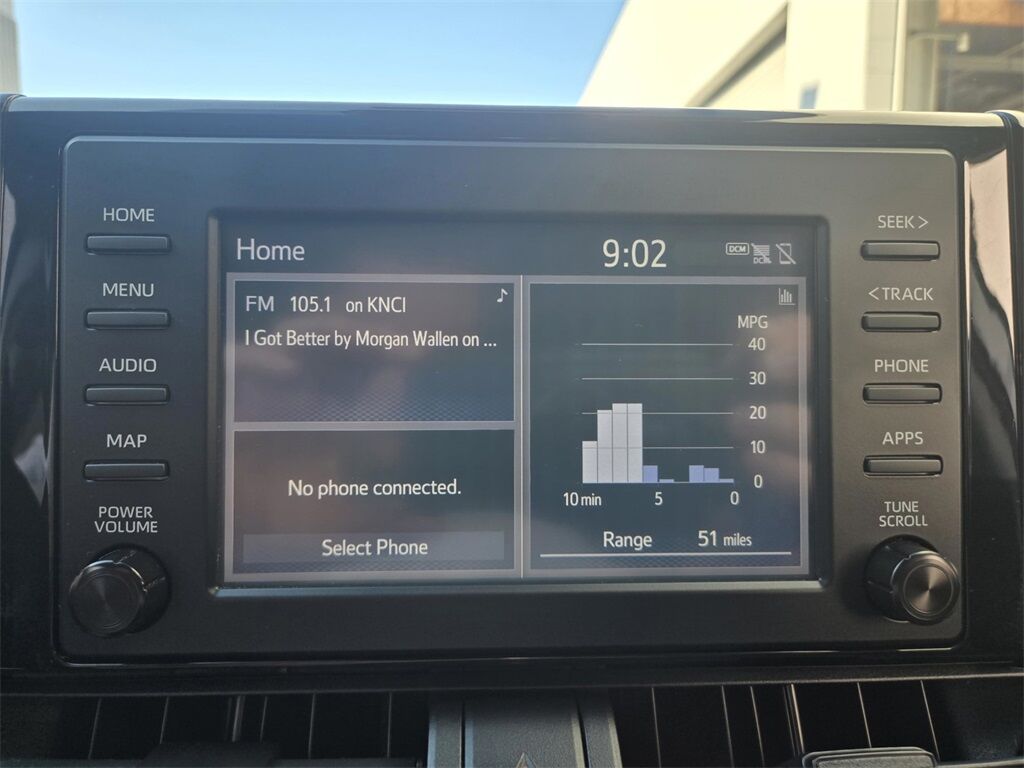 HOME
MENU
AUDIO
MAP
POWER
VOLUME
Home
9:02
DCM
DCM
FM 105.1 on KNCI
I Got Better by Morgan Wallen on ...
No phone connected.
Select Phone
MPG
40
30
20
10
0
10 min 5 0
Range 51 miles
SEEK >
< TRACK
PHONE
APPS
TUNE
SCROLL